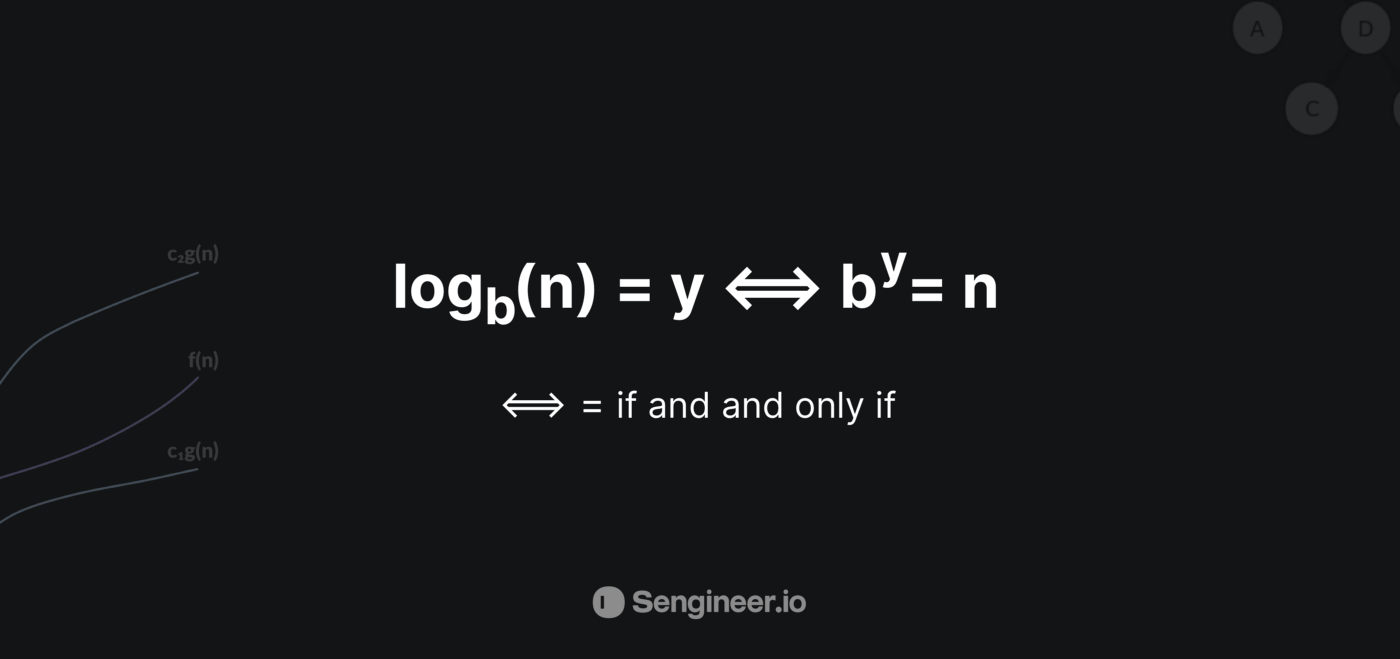 A
D
C
c₂g(n)
log_b(n) = y ⟺ b^y = n
f(n)
⟺ = if and and only if
c₁g(n)
Sengineer.io